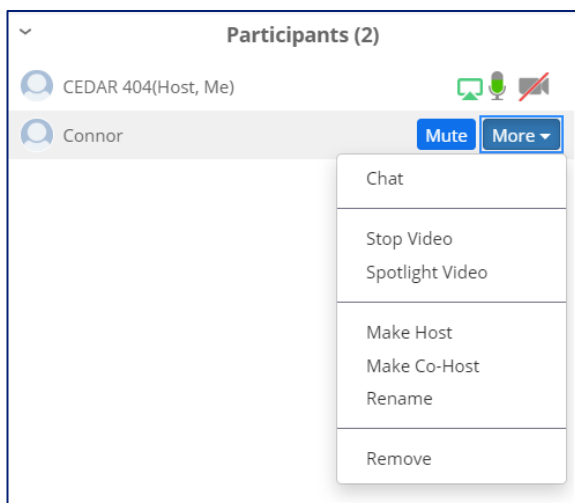 Participants (2)
CEDAR 404(Host, Me)
Connor Mute More
Chat
Stop Video
Spotlight Video
Make Host
Make Co-Host
Rename
Remove